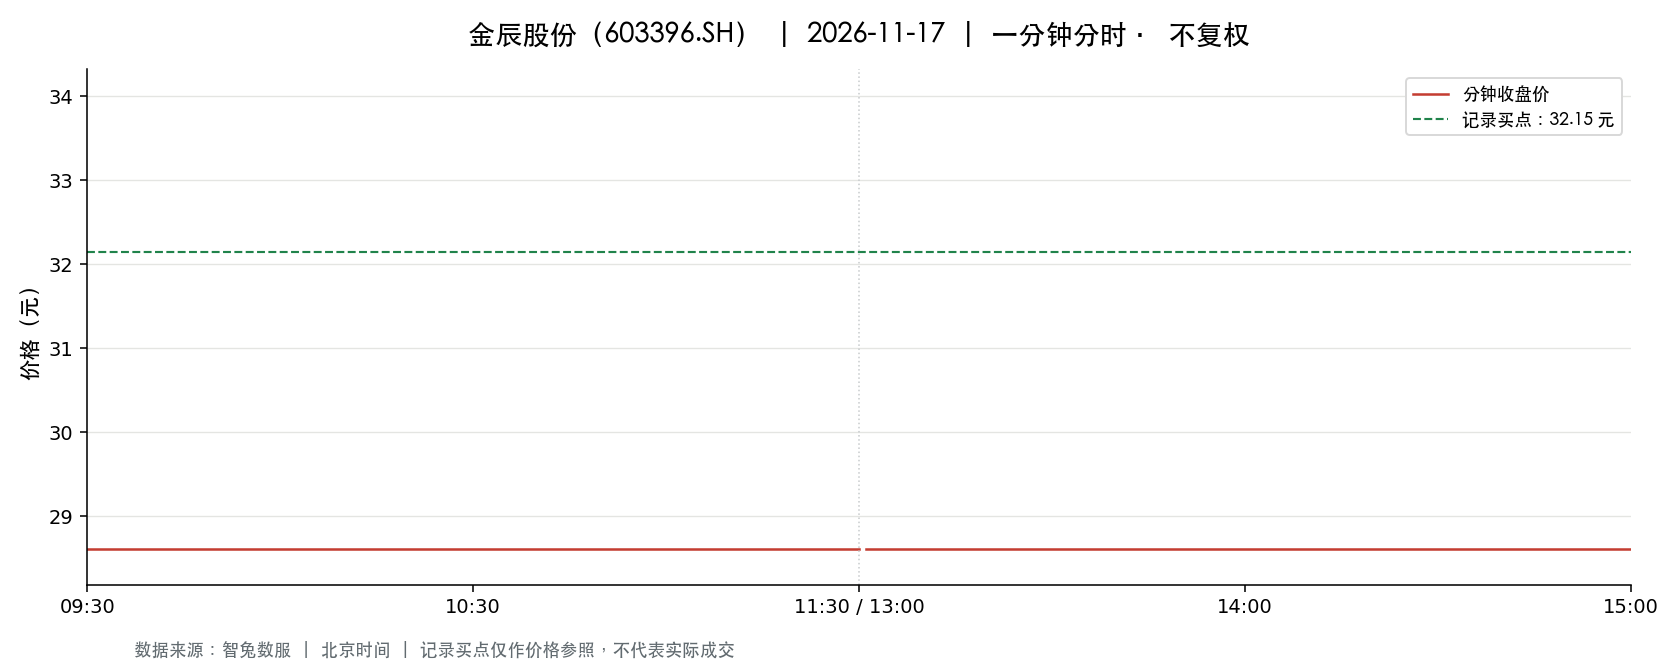 金辰股份（603396.SH） | 2026-11-17 | 一分钟分时 · 不复权
分钟收盘价
记录买点：32.15 元
价格（元）
34
33
32
31
30
29
09:30
10:30
11:30 / 13:00
14:00
15:00
数据来源：智兔数服 | 北京时间 | 记录买点仅作价格参照，不代表实际成交